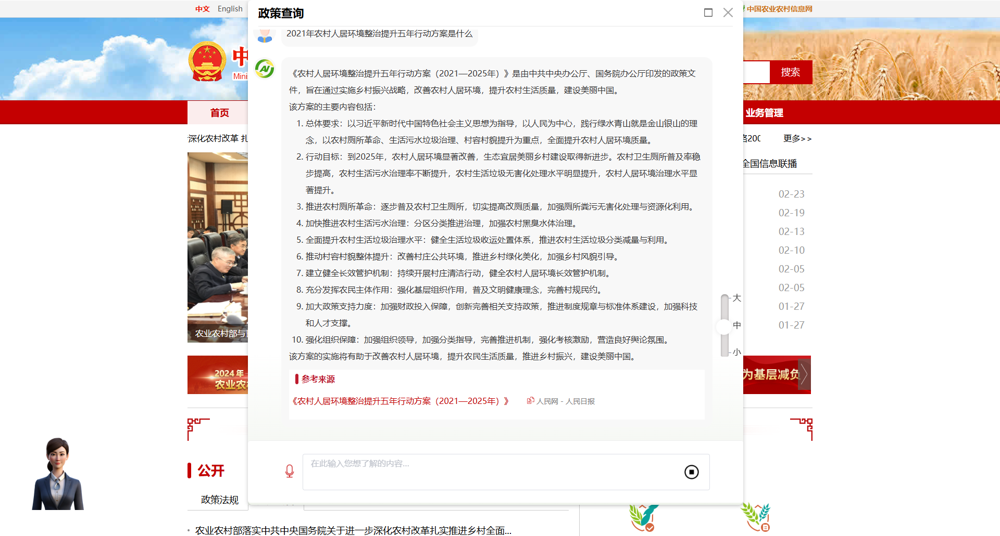 中文 English
中国农业农村信息网
政策查询
2021年农村人居环境整治提升五年行动方案是什么
搜索
首页
业务管理
深化农村改革 扎
更多>>
全国信息联播
《农村人居环境整治提升五年行动方案（2021—2025年）》是由中共中央办公厅、国务院办公厅印发的政策文
件，旨在通过实施乡村振兴战略，改善农村人居环境，提升农村生活质量，建设美丽中国。
该方案的主要内容包括：
1. 总体要求：以习近平新时代中国特色社会主义思想为指导，以人民为中心，践行绿水青山就是金山银山的理
念，以农村厕所革命、生活污水垃圾治理、村容村貌提升为重点，全面提升农村人居环境质量。
2. 行动目标：到2025年，农村人居环境显著改善，生态宜居美丽乡村建设取得新进步。农村卫生厕所普及率稳
步提高，农村生活污水治理率不断提升，农村生活垃圾无害化处理水平明显提升，农村人居环境治理水平显
著提升。
3. 推进农村厕所革命：逐步普及农村卫生厕所，切实提高改厕质量，加强厕所粪污无害化处理与资源化利用。
4. 加快推进农村生活污水治理：分区分类推进治理，加强农村黑臭水体治理。
5. 全面提升农村生活垃圾治理水平：健全生活垃圾收运处置体系，推进农村生活垃圾分类减量与利用。
6. 推动村容村貌整体提升：改善村庄公共环境，推进乡村绿化美化，加强乡村风貌引导。
7. 建立健全长效管护机制：持续开展村庄清洁行动，健全农村人居环境长效管护机制。
8. 充分发挥农民主体作用：强化基层组织作用，普及文明健康理念，完善村规民约。
9. 加大政策支持力度：加强财政投入保障，创新完善相关支持政策，推进制度规章与标准体系建设，加强科技
和人才支撑。
10. 强化组织保障：加强组织领导，加强分类指导，完善推进机制，强化考核激励，营造良好舆论氛围。
该方案的实施将有助于改善农村人居环境，提升农民生活质量，推进乡村振兴，建设美丽中国。
参考来源
《农村人居环境整治提升五年行动方案（2021—2025年）》 人民网 - 人民日报
大
中
小
02-23
02-19
02-13
02-10
02-05
02-05
01-27
01-27
农业农村部与
2024年
农业农
为基层减负
在此输入您想了解的内容...
公开
政策法规
农业农村部落实中共中央国务院关于进一步深化农村改革扎实推进乡村全面...